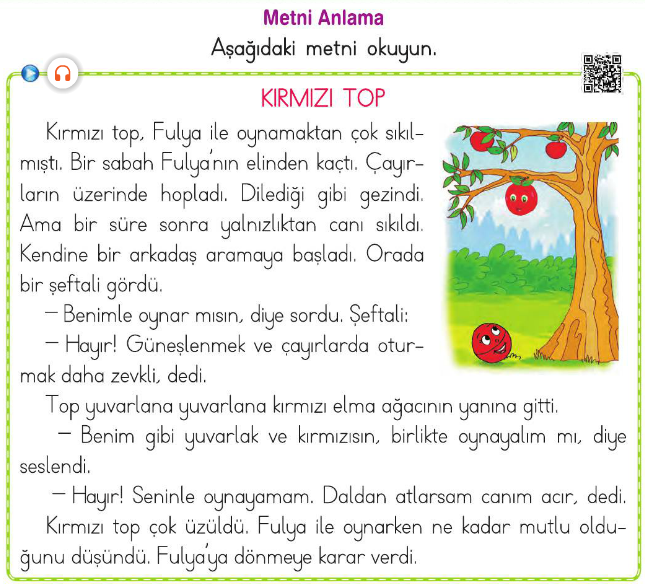 Metni Anlama
Aşağıdaki metni okuyun.
KIRMIZI TOP
Kırmızı top, Fulya ile oynamaktan çok sıkıl-
mıştı. Bir sabah Fulya'nın elinden kaçtı. Çayır-
ların üzerinde hopladı. Dilediği gibi gezindi.
Ama bir süre sonra yalnızlıktan canı sıkıldı.
Kendine bir arkadaş aramaya başladı. Orada
bir şeftali gördü.
– Benimle oynar mısın, diye sordu. Şeftali:
– Hayır! Güneşlenmek ve çayırlarda otur-
mak daha zevkli, dedi.
Top yuvarlana yuvarlana kırmızı elma ağacının yanına gitti.
– Benim gibi yuvarlak ve kırmızısın, birlikte oynayalım mı, diye
seslendi.
– Hayır! Seninle oynayamam. Daldan atlarsam canım acır, dedi.
Kırmızı top çok üzüldü. Fulya ile oynarken ne kadar mutlu oldu-
ğunu düşündü. Fulya'ya dönmeye karar verdi.